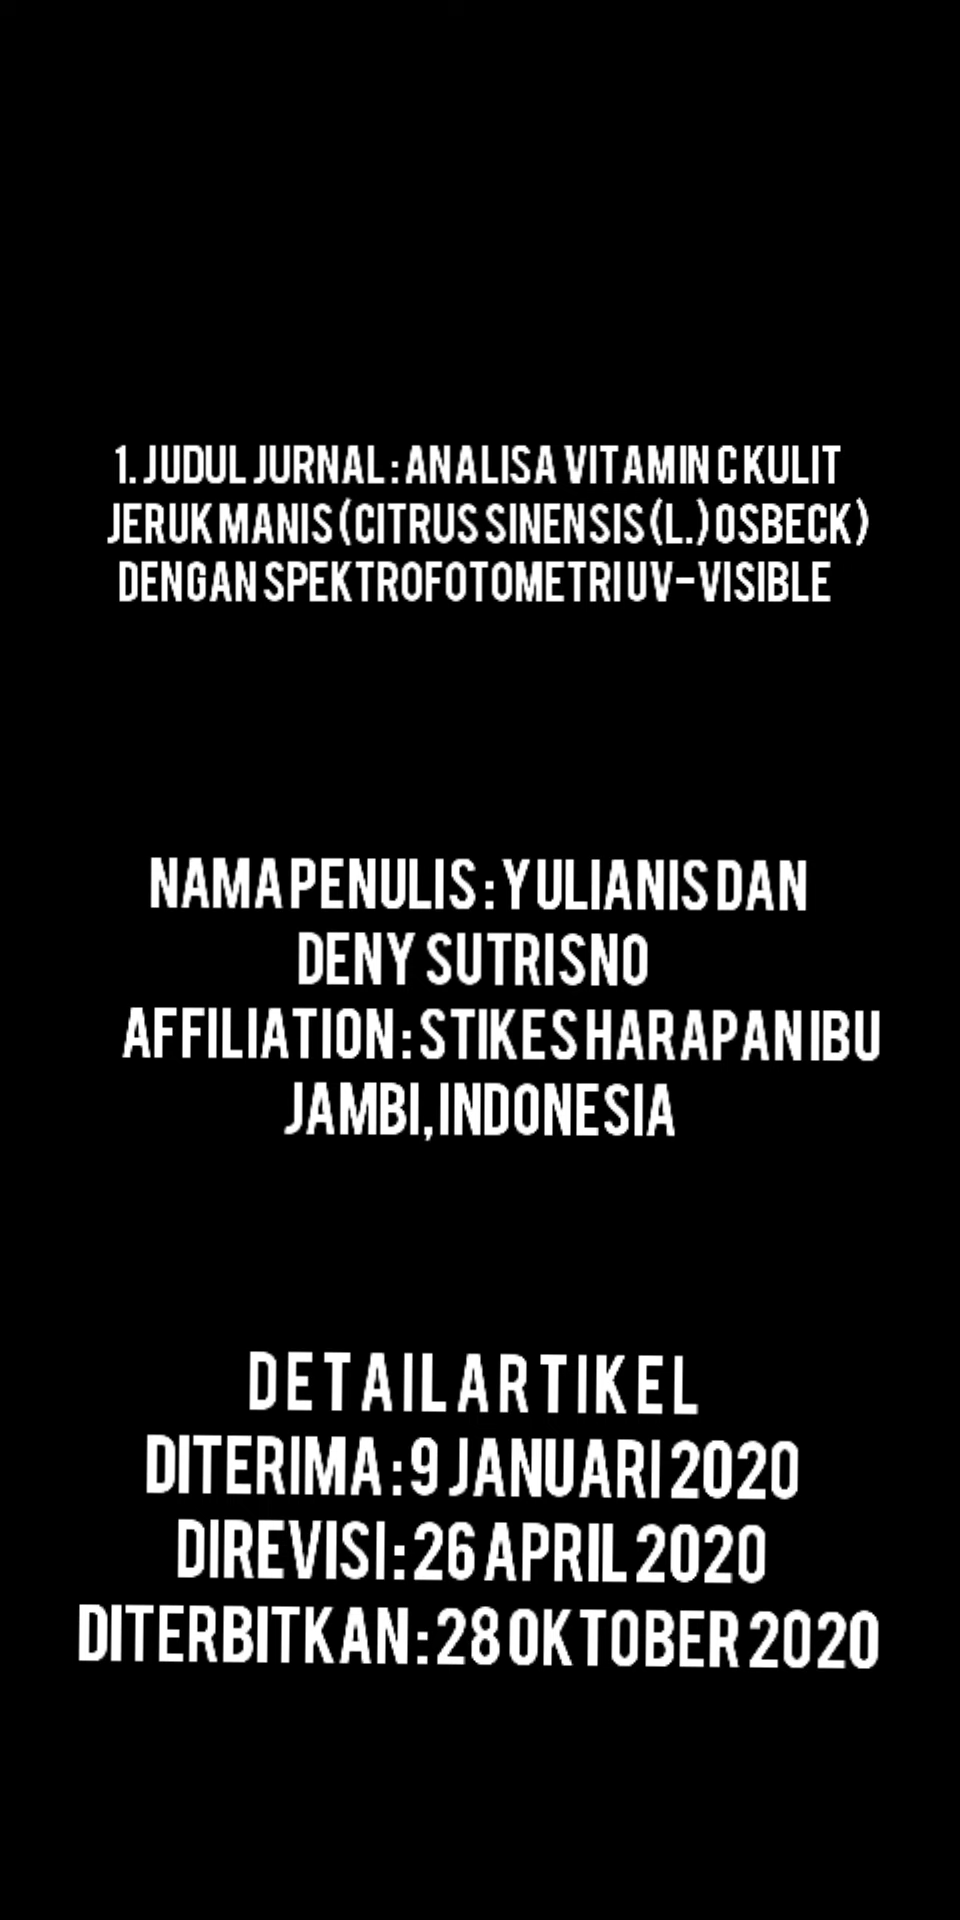 1. JUDUL JURNAL : ANALISA VITAMIN C KULIT
JERUK MANIS (CITRUS SINENSIS (L.) OSBECK)
DENGAN SPEKTROFOTOMETRI UV-VISIBLE
NAMA PENULIS : YULIANIS DAN
DENY SUTRISNO
AFFILIATION : STIKES HARAPAN IBU
JAMBI, INDONESIA
DETAIL ARTIKEL
DITERIMA : 9 JANUARI 2020
DIREVISI : 26 APRIL 2020
DITERBITKAN : 28 OKTOBER 2020